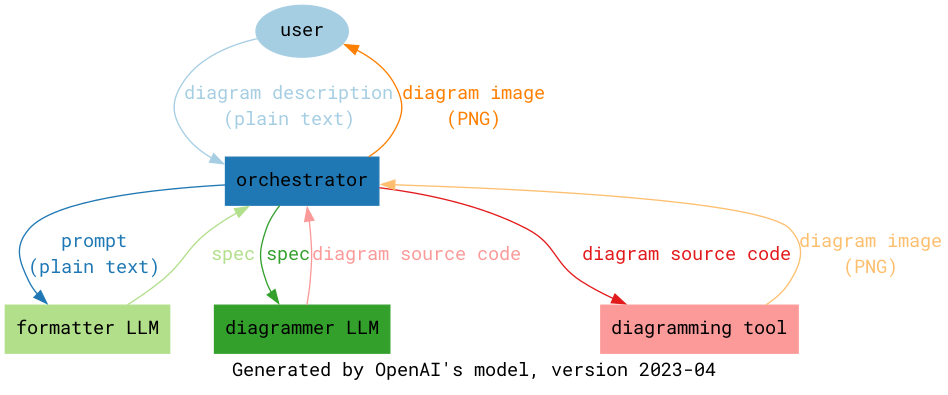 user
diagram description
(plain text)
diagram image
(PNG)
orchestrator
prompt
(plain text)
spec
spec
diagram source code
diagram source code
diagram image
(PNG)
formatter LLM
diagrammer LLM
diagramming tool
Generated by OpenAI's model, version 2023-04